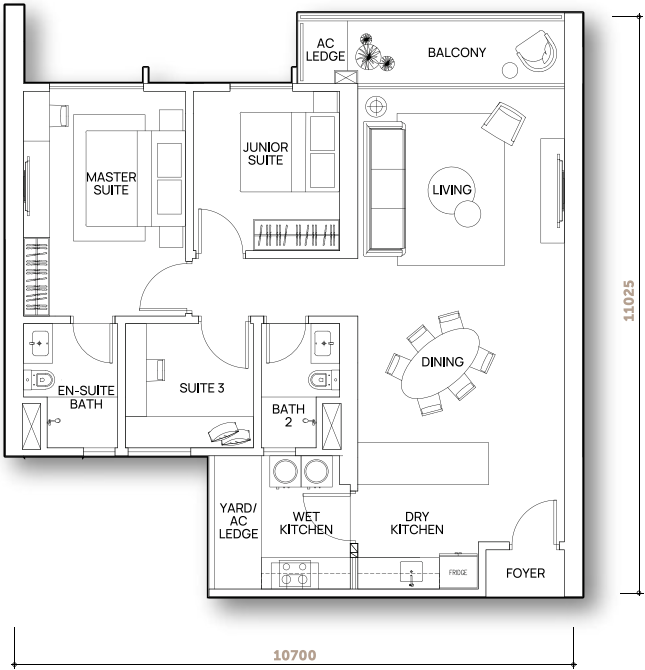 AC
LEDGE
BALCONY
MASTER
SUITE
JUNIOR
SUITE
LIVING
11025
DINING
EN-SUITE
BATH
SUITE 3
BATH
2
YARD/
AC
LEDGE
WET
KITCHEN
DRY
KITCHEN
FRIDGE
FOYER
10700